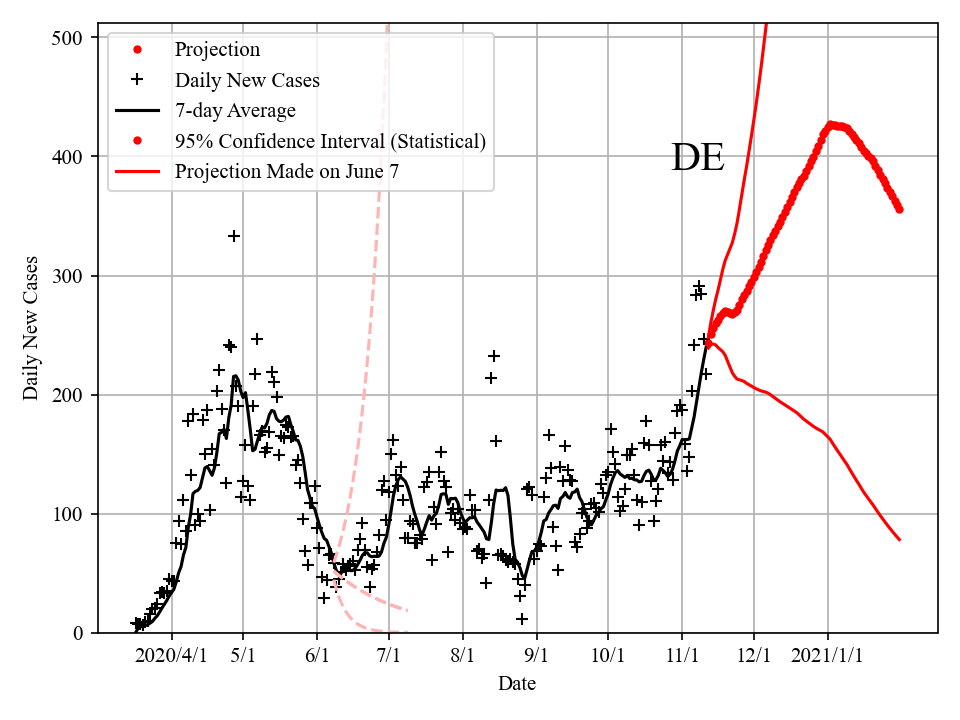 500
400
300
200
100
0
Daily New Cases
Projection
Daily New Cases
7-day Average
95% Confidence Interval (Statistical)
Projection Made on June 7
DE
2020/4/1 5/1 6/1 7/1 8/1 9/1 10/1 11/1 12/1 2021/1/1
Date